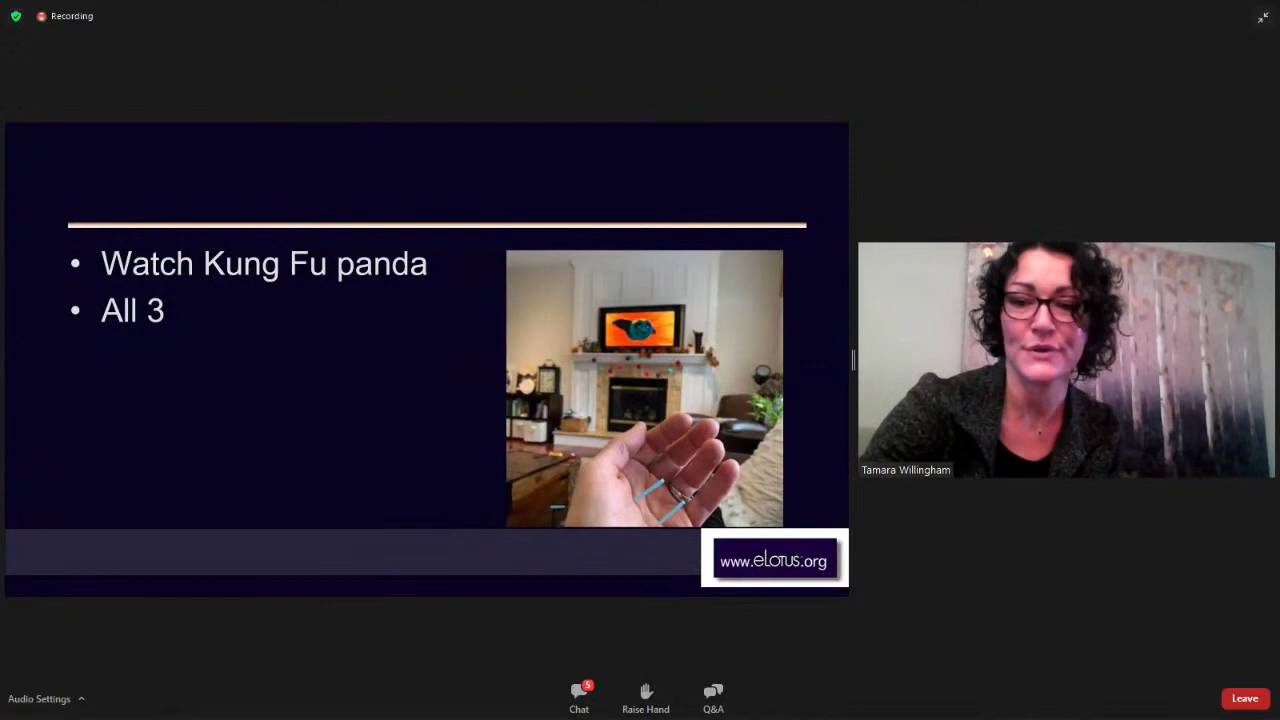 Recording
Watch Kung Fu panda
All 3
www.eLotus.org
Tamara Willingham
Audio Settings
5
Chat
Raise Hand
Q&A
Leave